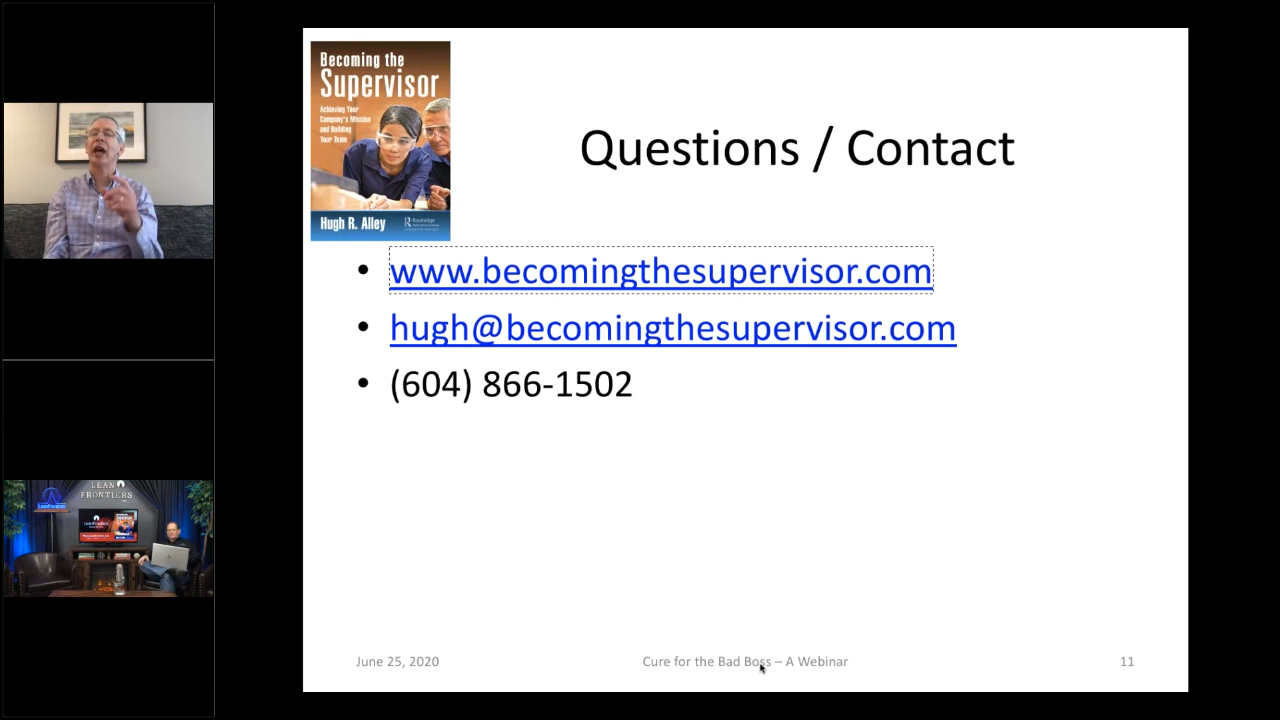 Becoming the
Supervisor
Achieving Your
Company's Mission
and Building
Your Team
Hugh R. Alley
Routledge
Questions / Contact
• www.becomingthesupervisor.com
• hugh@becomingthesupervisor.com
• (604) 866-1502
June 25, 2020
Cure for the Bad Boss – A Webinar
11
LEAN
FRONTIERS